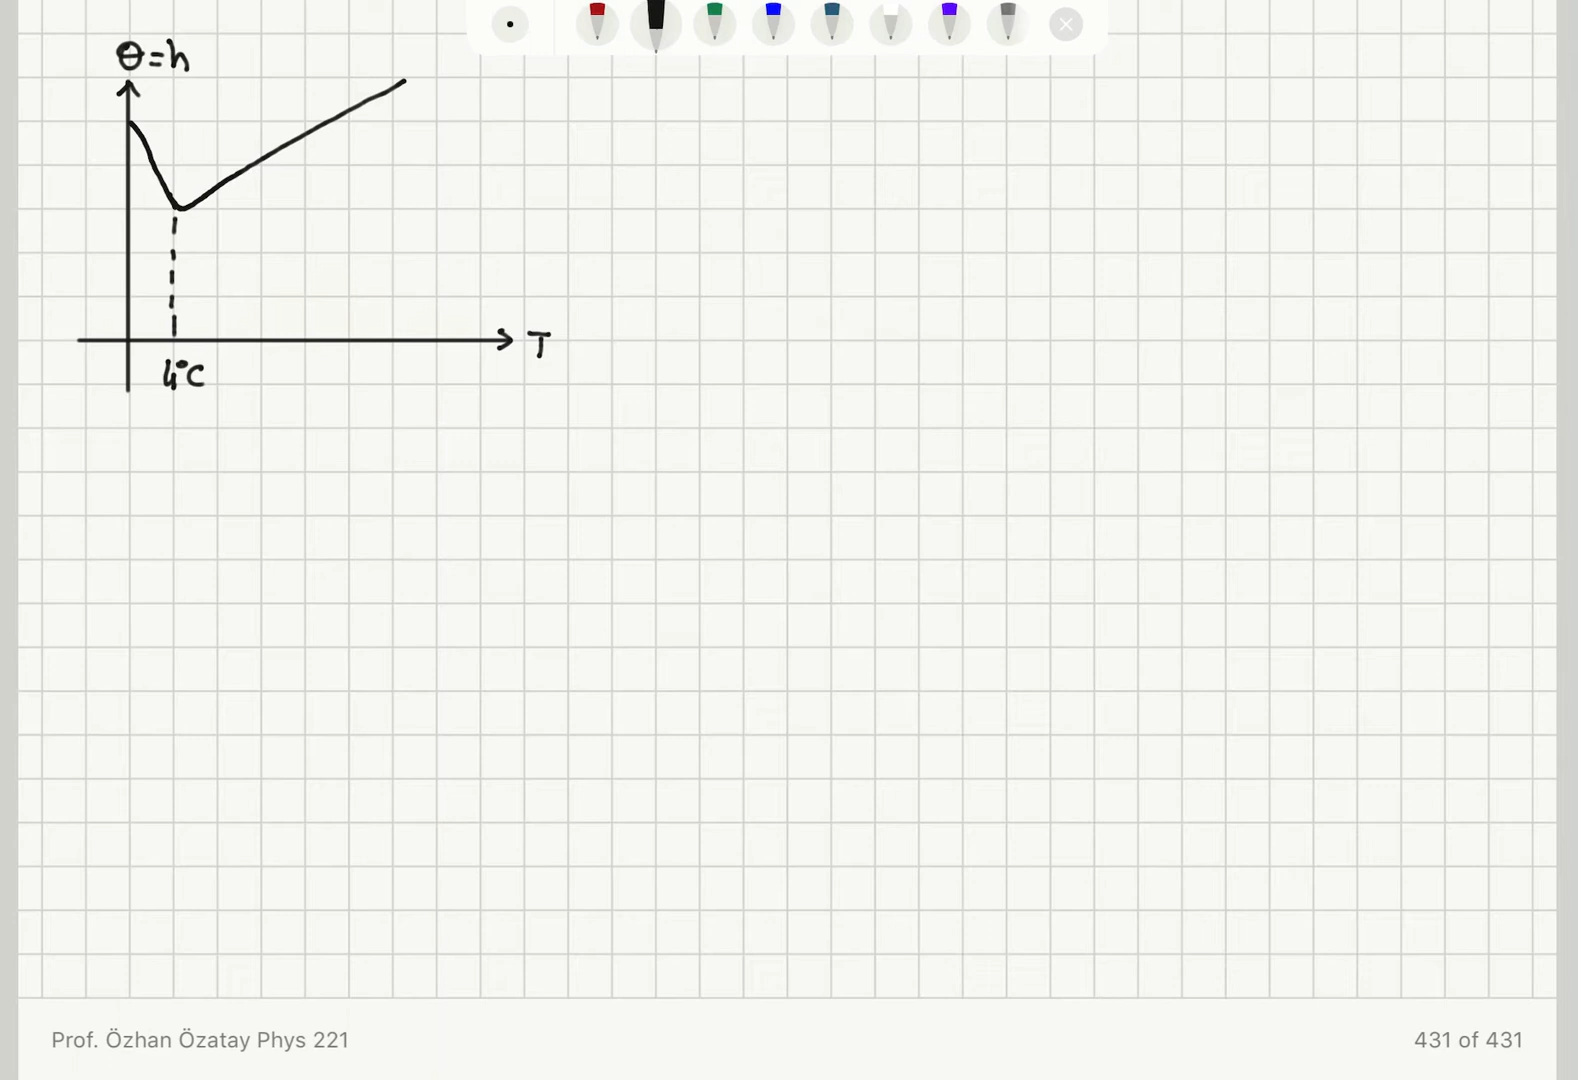 θ=h
T
4°C
Prof. Özhan Özatay Phys 221
431 of 431